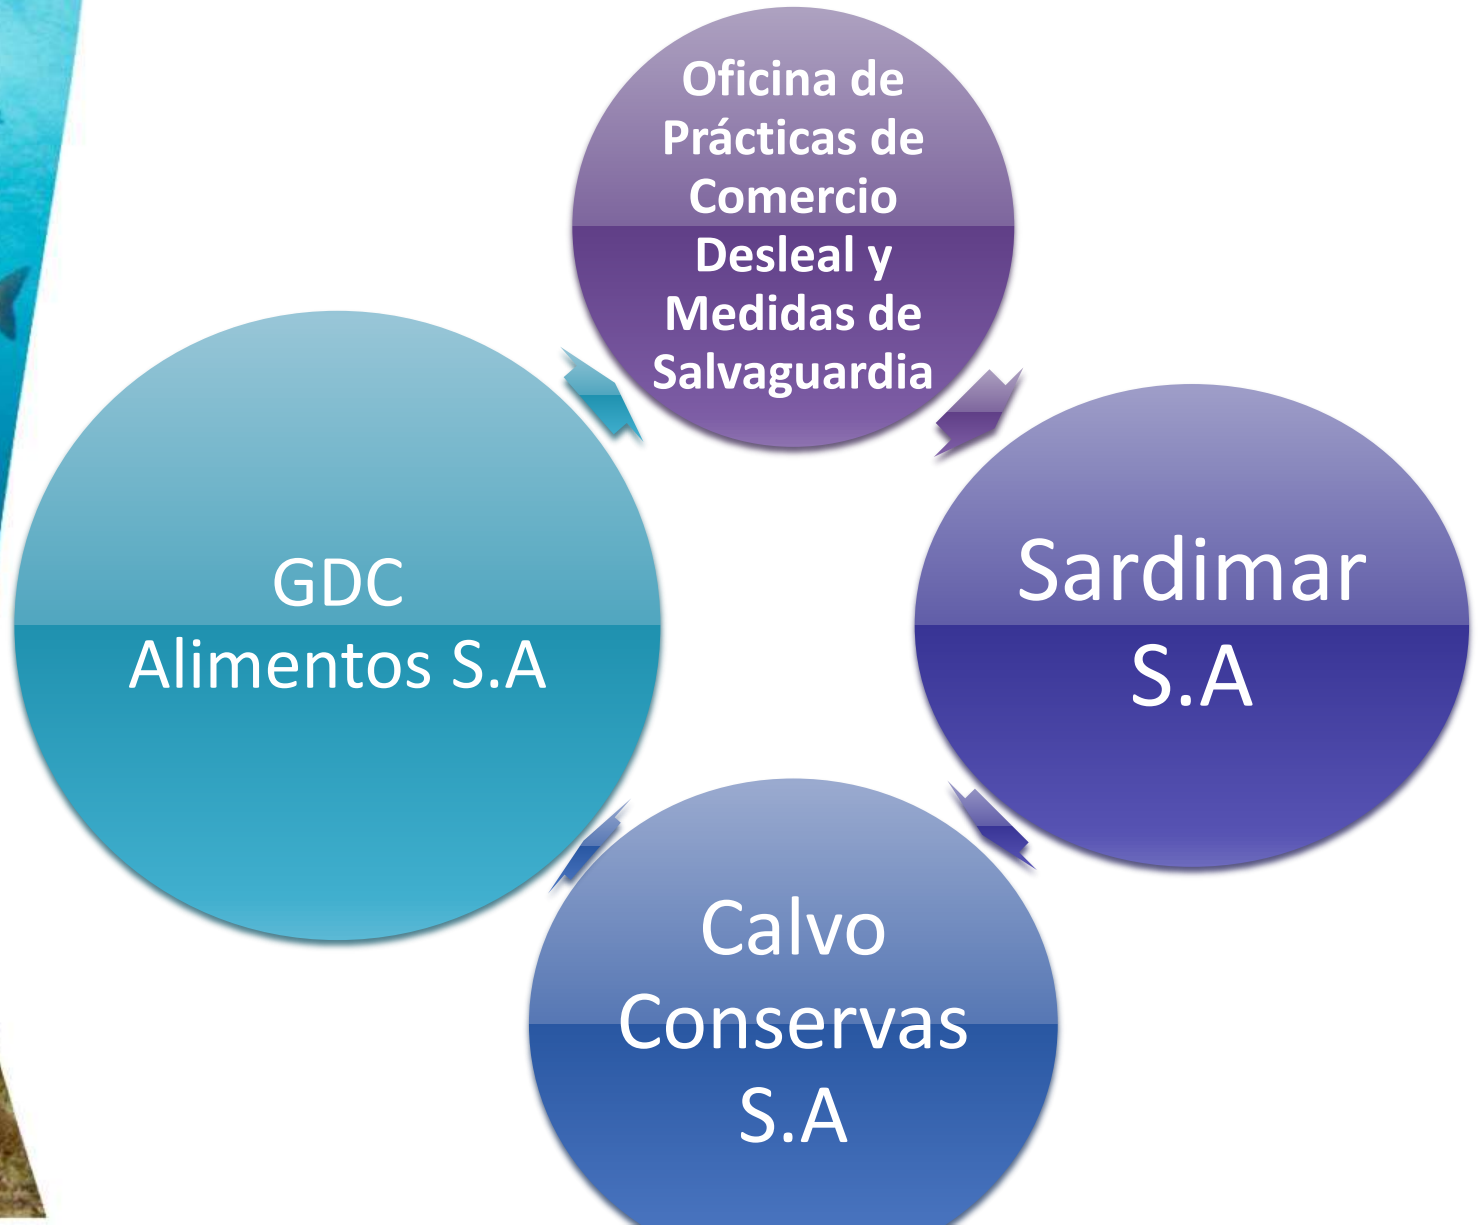 Oficina de
Prácticas de
Comercio
Desleal y
Medidas de
Salvaguardia
GDC
Alimentos S.A
Sardimar
S.A
Calvo
Conservas
S.A